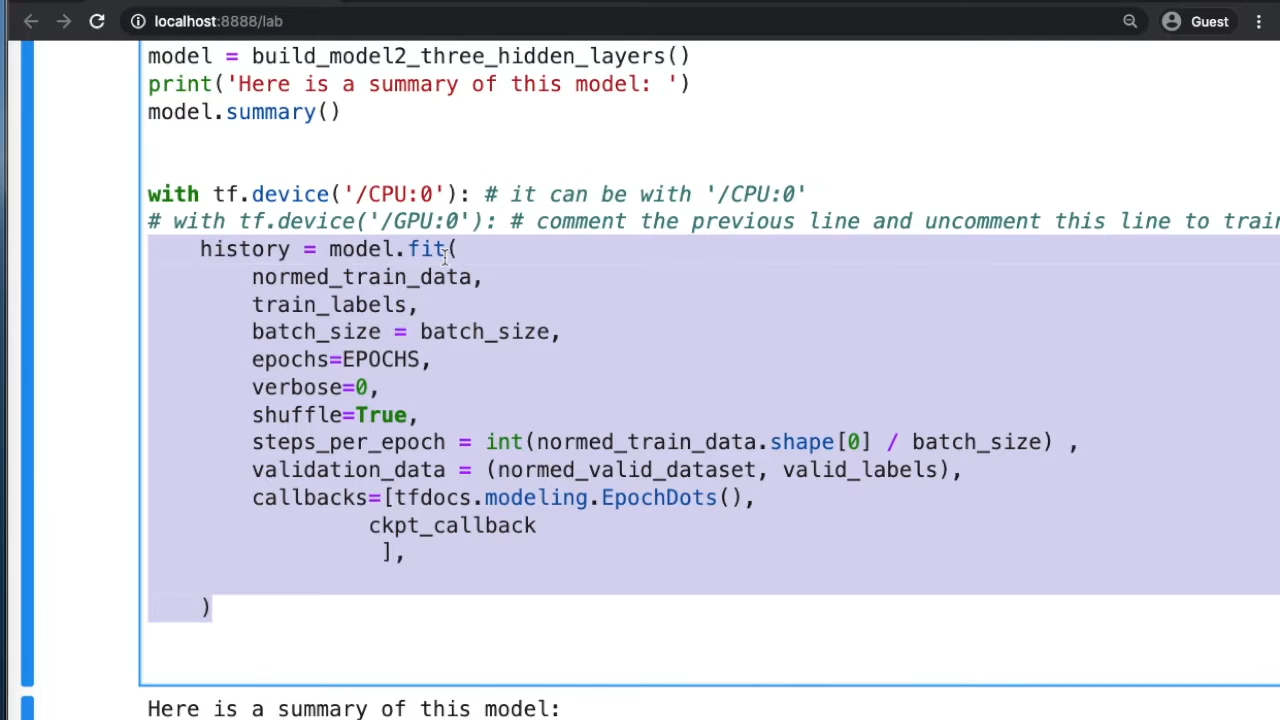 localhost:8888/lab
Guest
model = build_model2_three_hidden_layers()
print('Here is a summary of this model: ')
model.summary()
with tf.device('/CPU:0'): # it can be with '/CPU:0'
# with tf.device('/GPU:0'): # comment the previous line and uncomment this line to train
history = model.fit(
normed_train_data,
train_labels,
batch_size = batch_size,
epochs=EPOCHS,
verbose=0,
shuffle=True,
steps_per_epoch = int(normed_train_data.shape[0] / batch_size) ,
validation_data = (normed_valid_dataset, valid_labels),
callbacks=[tfdocs.modeling.EpochDots(),
ckpt_callback
],
)
Here is a summary of this model: